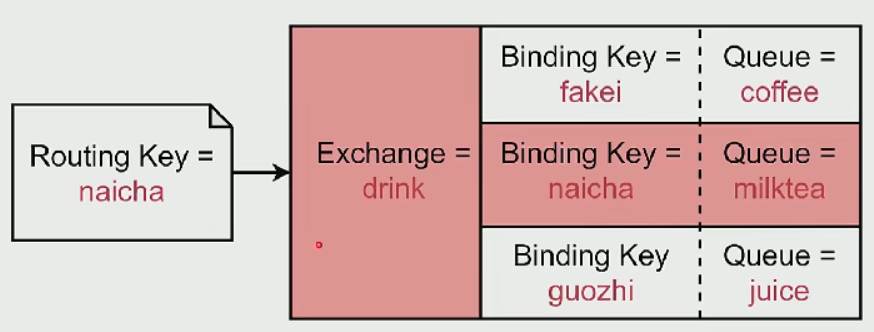 Routing Key =
naicha
Exchange =
drink
Binding Key =
fakei
Queue =
coffee
Binding Key =
naicha
Queue =
milktea
Binding Key
guozhi
Queue =
juice